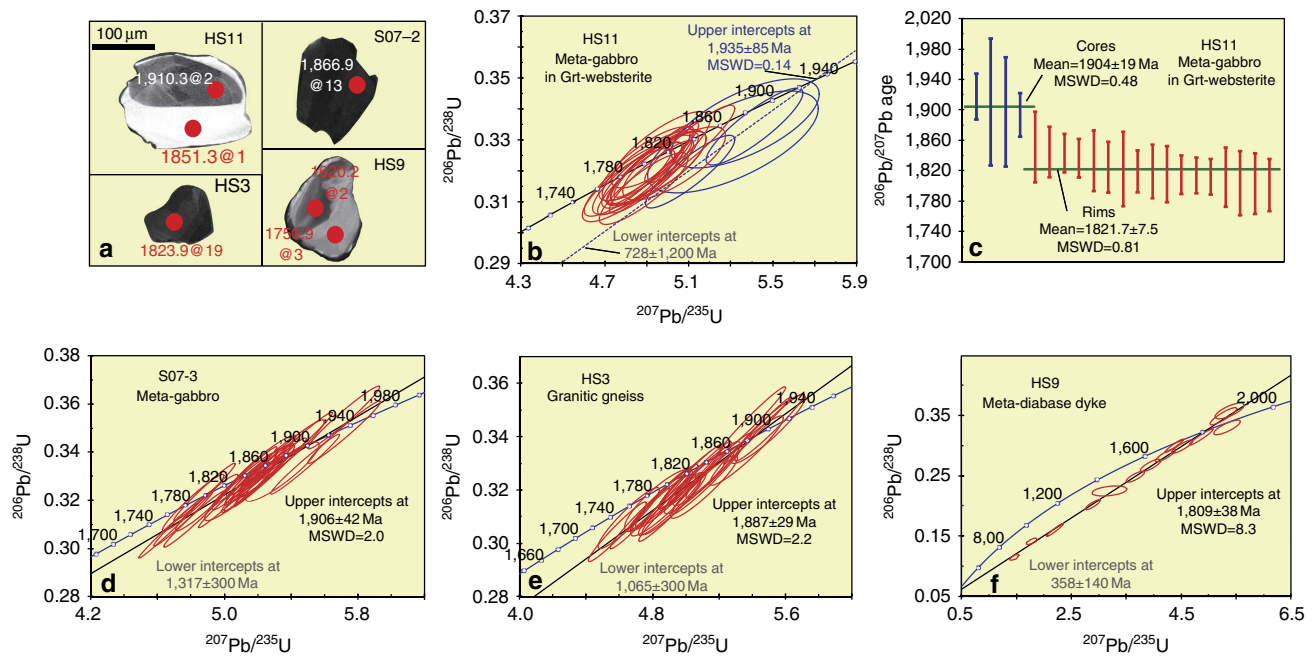 100 μm
HS11
1,910.3@2
1851.3@1
S07–2
1,866.9
@13
HS3
1823.9@19
HS9
1820.2
@2
1750.9
@3
a
0.37
0.35
0.33
0.31
0.29
206Pb/238U
HS11
Meta-gabbro
in Grt-websterite
Upper intercepts at
1,935±85 Ma
MSWD=0.14
1,940
1,900
1,860
1,820
1,780
1,740
Lower intercepts at
728±1,200 Ma
b
4.3 4.7 5.1 5.5 5.9
207Pb/235U
2,020
1,980
1,940
1,900
1,860
1,820
1,780
1,740
1,700
206Pb/207Pb age
Cores
Mean=1904±19 Ma
MSWD=0.48
HS11
Meta-gabbro
in Grt-websterite
Rims
Mean=1821.7±7.5
MSWD=0.81
c
0.38
0.36
0.34
0.32
0.30
0.28
206Pb/238U
S07-3
Meta-gabbro
1,980
1,940
1,900
1,860
1,820
1,780
1,740
1,700
Upper intercepts at
1,906±42 Ma
MSWD=2.0
Lower intercepts at
1,317±300 Ma
d
4.2 5.0 5.8
207Pb/235U
0.36
0.34
0.32
0.30
0.28
206Pb/238U
HS3
Granitic gneiss
1,940
1,900
1,860
1,820
1,780
1,740
1,700
1,660
Upper intercepts at
1,887±29 Ma
MSWD=2.2
Lower intercepts at
1,065±300 Ma
e
4.0 4.8 5.6
207Pb/235U
0.35
0.25
0.15
0.05
206Pb/238U
HS9
Meta-diabase dyke
2,000
1,600
1,200
8,00
Upper intercepts at
1,809±38 Ma
MSWD=8.3
Lower intercepts at
358±140 Ma
f
0.5 2.5 4.5 6.5
207Pb/235U